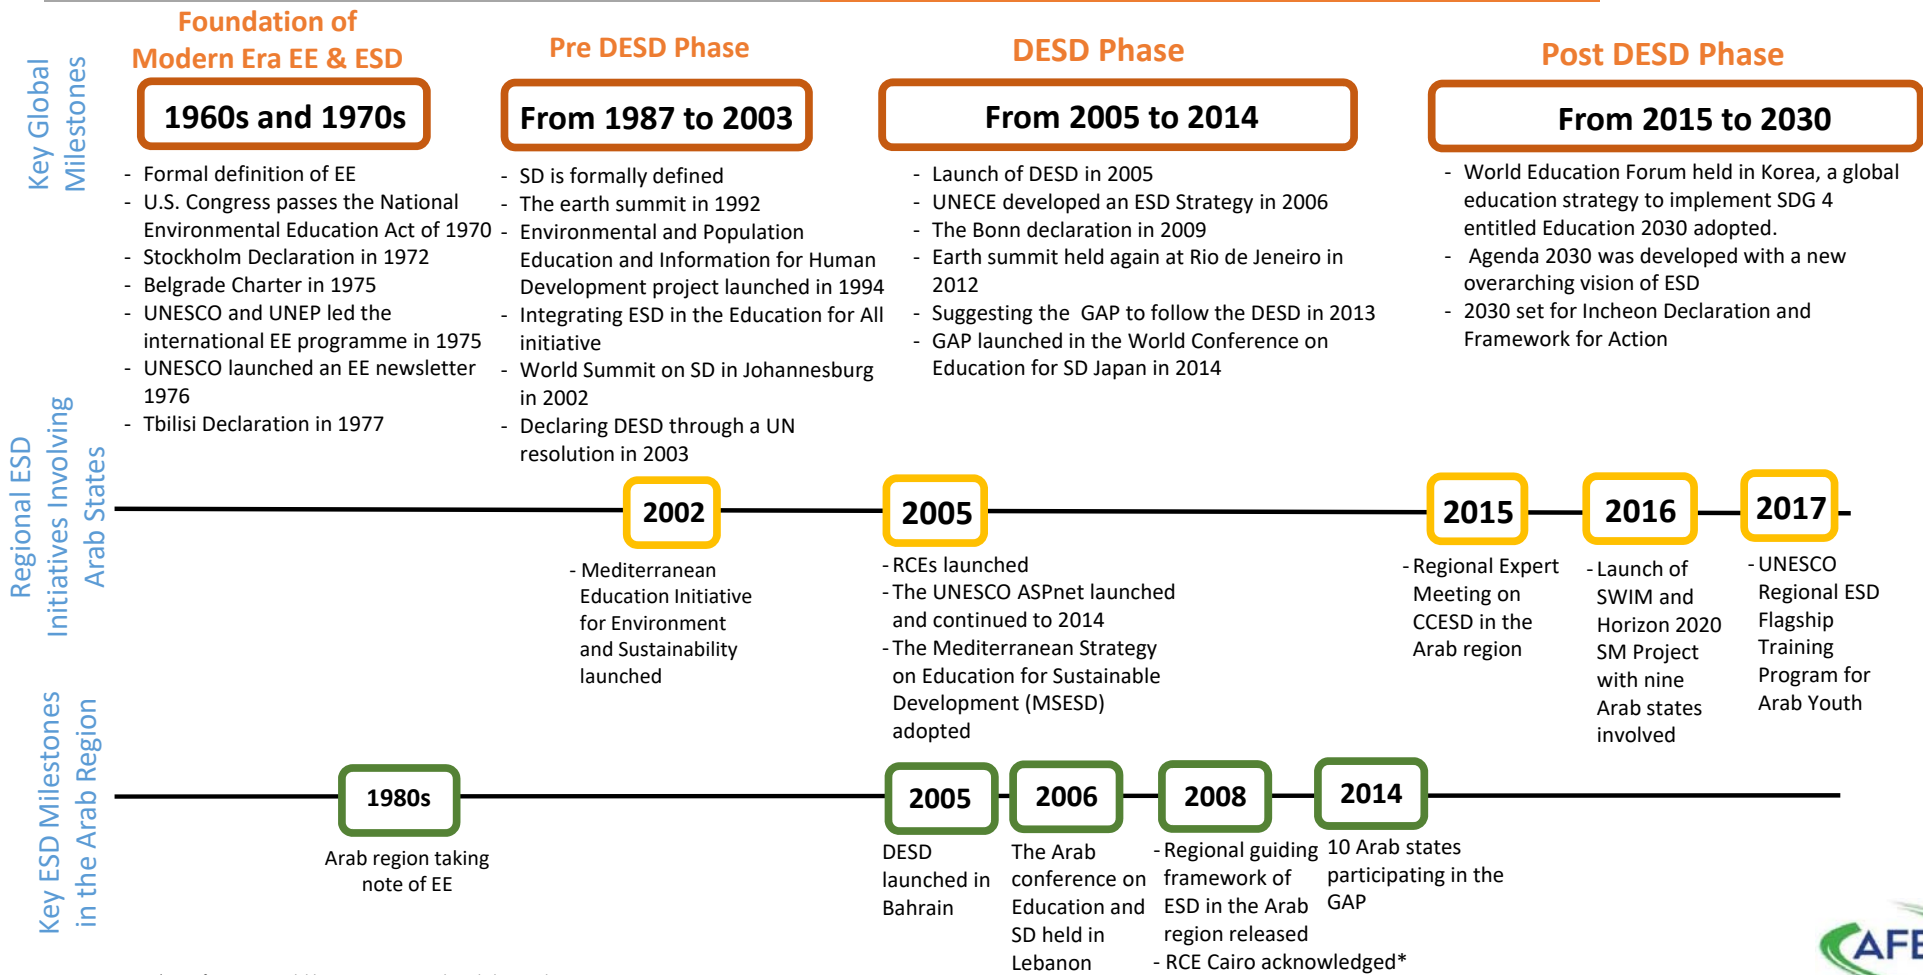 Foundation of
Modern Era EE & ESD
Pre DESD Phase
DESD Phase
Post DESD Phase
Key Global
Milestones
1960s and 1970s
From 1987 to 2003
From 2005 to 2014
From 2015 to 2030
- Formal definition of EE
- U.S. Congress passes the National
Environmental Education Act of 1970
- Stockholm Declaration in 1972
- Belgrade Charter in 1975
- UNESCO and UNEP led the
international EE programme in 1975
- UNESCO launched an EE newsletter
1976
- Tbilisi Declaration in 1977
- SD is formally defined
- The earth summit in 1992
- Environmental and Population
Education and Information for Human
Development project launched in 1994
- Integrating ESD in the Education for All
initiative
- World Summit on SD in Johannesburg
in 2002
- Declaring DESD through a UN
resolution in 2003
- Launch of DESD in 2005
- UNECE developed an ESD Strategy in 2006
- The Bonn declaration in 2009
- Earth summit held again at Rio de Jeneiro in
2012
- Suggesting the GAP to follow the DESD in 2013
- GAP launched in the World Conference on
Education for SD Japan in 2014
- World Education Forum held in Korea, a global
education strategy to implement SDG 4
entitled Education 2030 adopted.
- Agenda 2030 was developed with a new
overarching vision of ESD
- 2030 set for Incheon Declaration and
Framework for Action
Regional ESD
Initiatives Involving
Arab States
2002
2005
2015
2016
2017
- Mediterranean
Education Initiative
for Environment
and Sustainability
launched
- RCEs launched
- The UNESCO ASPnet launched
and continued to 2014
- The Mediterranean Strategy
on Education for Sustainable
Development (MSESD)
adopted
- Regional Expert
Meeting on
CCESD in the
Arab region
- Launch of
SWIM and
Horizon 2020
SM Project
with nine
Arab states
involved
- UNESCO
Regional ESD
Flagship
Training
Program for
Arab Youth
Key ESD Milestones
in the Arab Region
1980s
2005
2006
2008
2014
Arab region taking
note of EE
DESD
launched in
Bahrain
The Arab
conference on
Education and
SD held in
Lebanon
- Regional guiding
framework of
ESD in the Arab
region released
- RCE Cairo acknowledged*
10 Arab states
participating in the
GAP